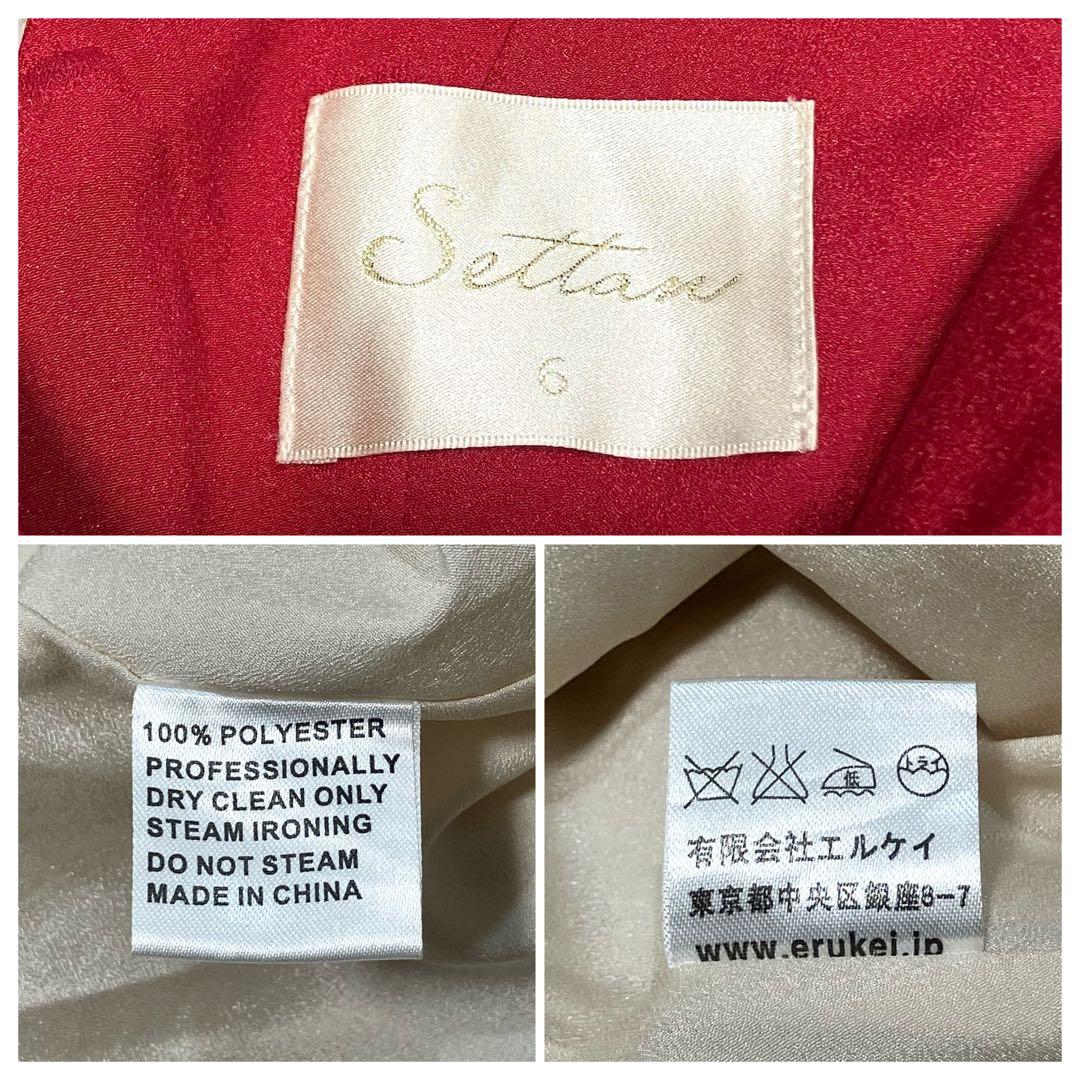 Settan
6
100% POLYESTER
PROFESSIONALLY
DRY CLEAN ONLY
STEAM IRONING
DO NOT STEAM
MADE IN CHINA
低 ドライ
有限会社エルケイ
東京都中央区銀座8-7
www.erukei.jp